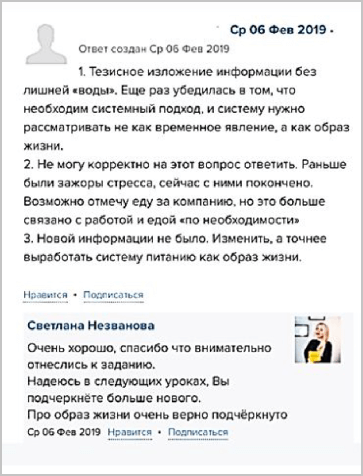 Ср 06 Фев 2019 -
Ответ создан Ср 06 Фев 2019
1. Тезисное изложение информации без
лишней «воды». Еще раз убедилась в том, что
необходим системный подход, и систему нужно
рассматривать не как временное явление, а как образ
жизни.
2. Не могу корректно на этот вопрос ответить. Раньше
были зажоры стресса, сейчас с ними покончено.
Возможно отмечу еду за компанию, но это больше
связано с работой и едой «по необходимости»
3. Новой информации не было. Изменить, а точнее
выработать систему питанию как образ жизни.
Нравится • Подписаться
Светлана Незванова
Очень хорошо, спасибо что внимательно
отнеслись к заданию.
Надеюсь в следующих уроках, Вы
подчеркнёте больше нового.
Про образ жизни очень верно подчёркнуто
Ср 06 Фев 2019 Нравится • Подписаться